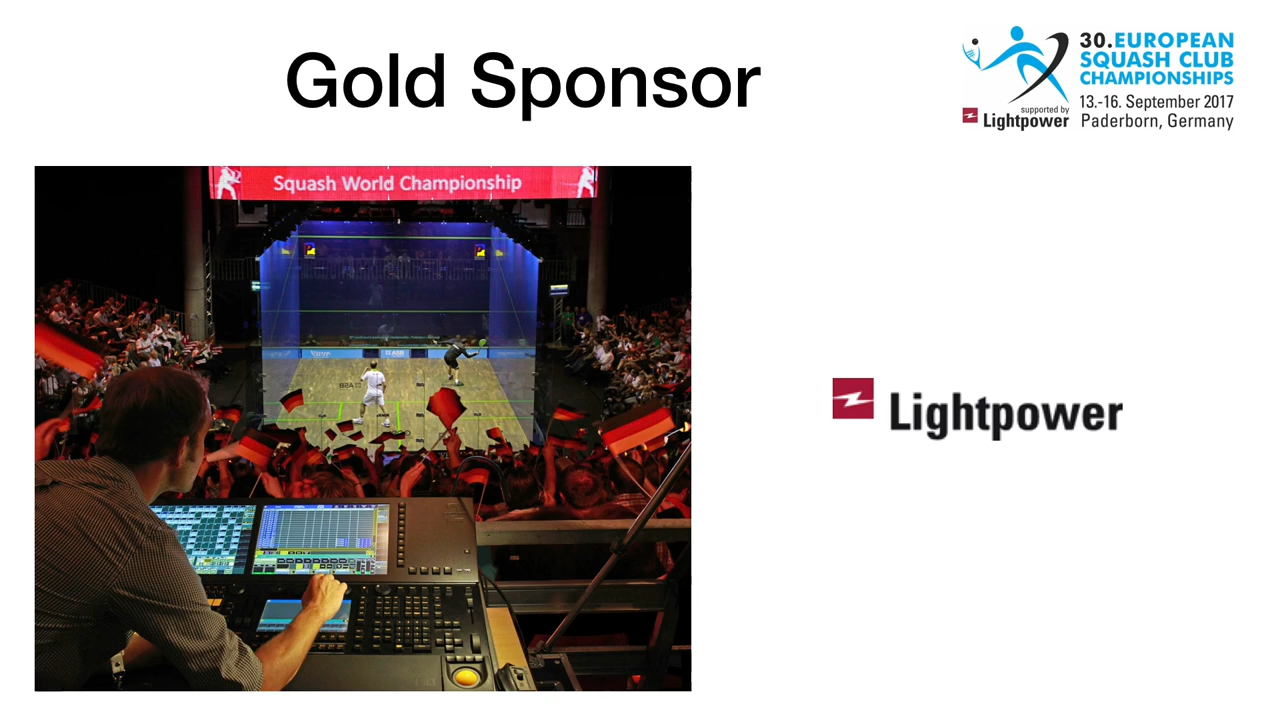 Gold Sponsor
30.EUROPEAN
SQUASH CLUB
CHAMPIONSHIPS
13.-16. September 2017
Paderborn, Germany
supported by
Lightpower
Squash World Championship
Lightpower